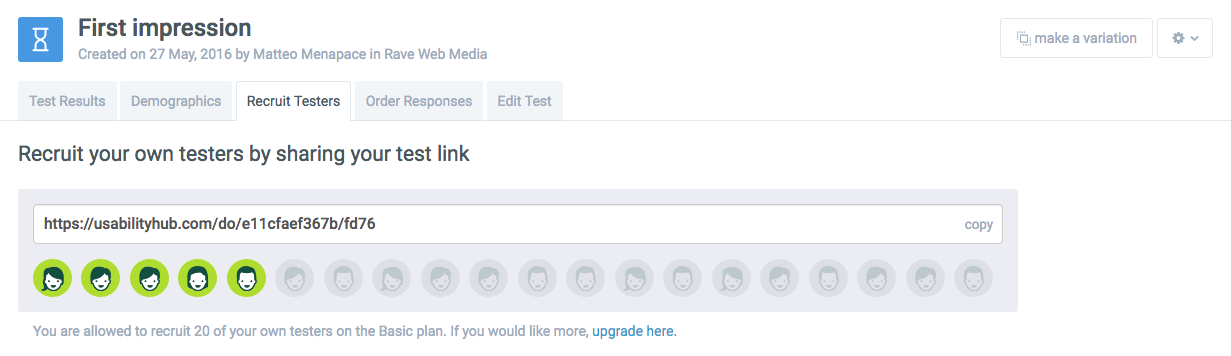 First impression
Created on 27 May, 2016 by Matteo Menapace in Rave Web Media
make a variation
Test Results
Demographics
Recruit Testers
Order Responses
Edit Test
Recruit your own testers by sharing your test link
https://usabilityhub.com/do/e11cfaef367b/fd76
copy
You are allowed to recruit 20 of your own testers on the Basic plan. If you would like more, upgrade here.